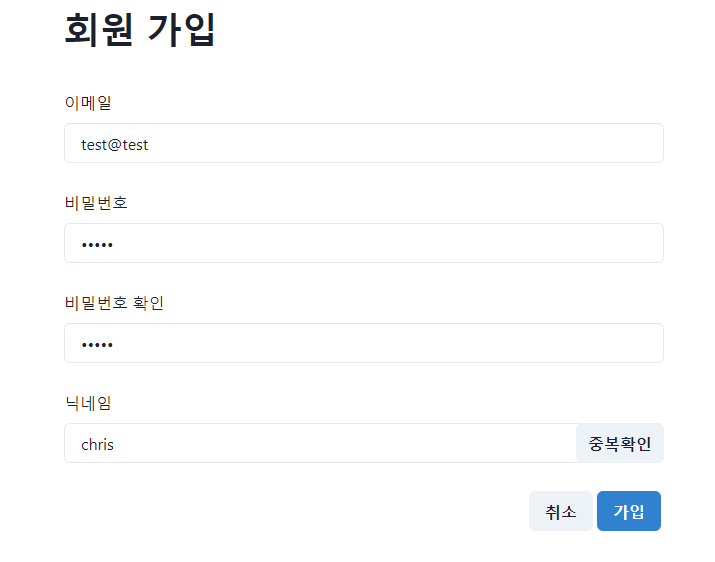 회원 가입
이메일
test@test
비밀번호
•••••
비밀번호 확인
•••••
닉네임
chris
중복확인
취소 가입